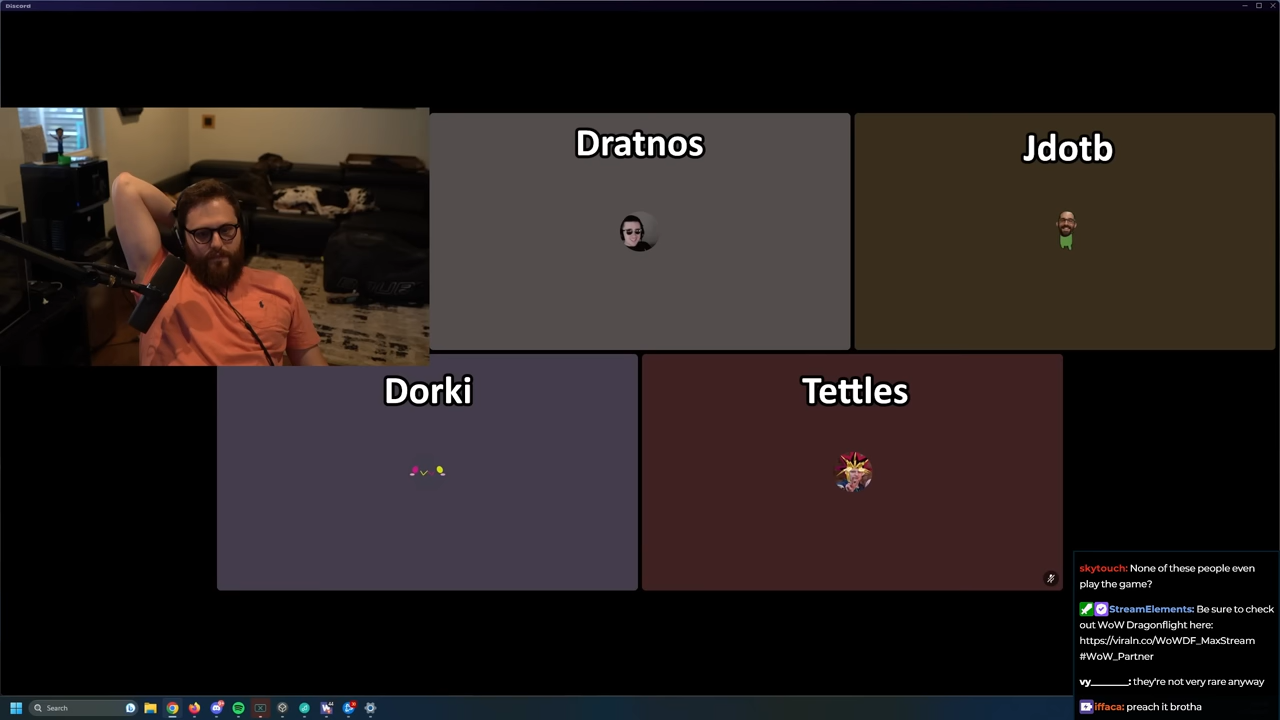 Discord
Dratnos
Jdotb
Dorki
Tettles
skytouch: None of these people even
play the game?
StreamElements: Be sure to check
out WoW Dragonflight here:
https://viraln.co/WoWDF_MaxStream
#WoW_Partner
vy_______: they're not very rare anyway
iffaca: preach it brotha
Search